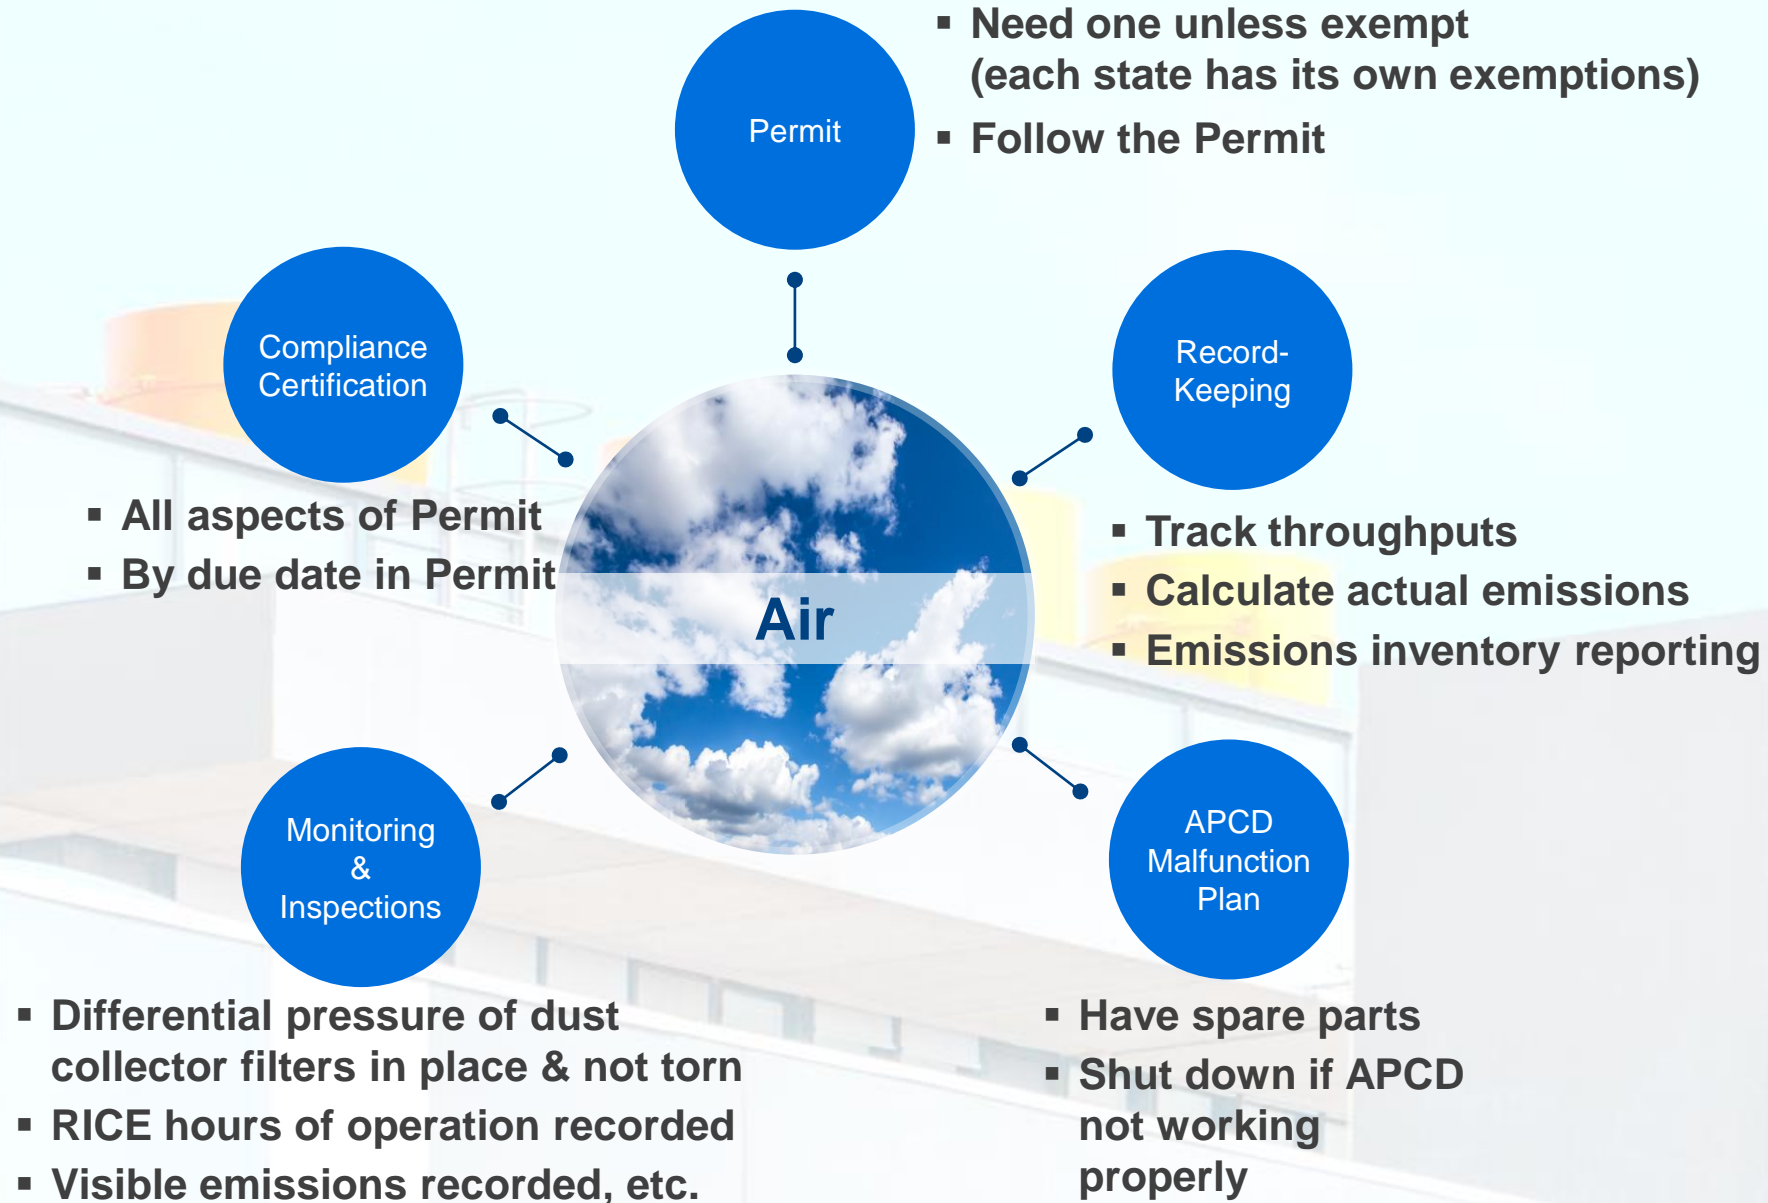 Permit
▪ Need one unless exempt
(each state has its own exemptions)
▪ Follow the Permit
Compliance
Certification
▪ All aspects of Permit
▪ By due date in Permit
Record-
Keeping
▪ Track throughputs
▪ Calculate actual emissions
▪ Emissions inventory reporting
Air
Monitoring
&
Inspections
▪ Differential pressure of dust
collector filters in place & not torn
▪ RICE hours of operation recorded
▪ Visible emissions recorded, etc.
APCD
Malfunction
Plan
▪ Have spare parts
▪ Shut down if APCD
not working
properly